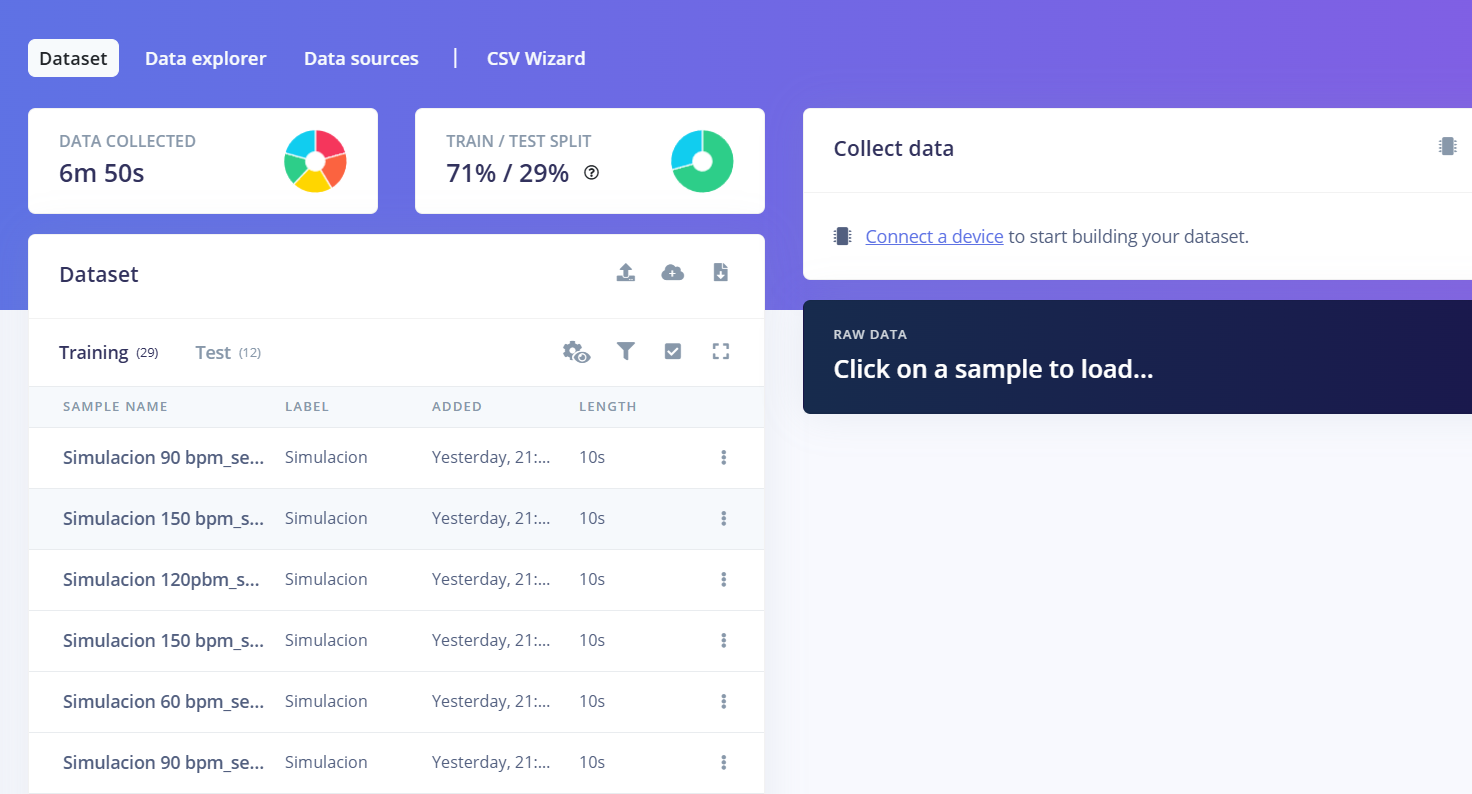 Dataset Data explorer Data sources | CSV Wizard
DATA COLLECTED
6m 50s
TRAIN / TEST SPLIT
71% / 29%
Collect data
Connect a device to start building your dataset.
RAW DATA
Click on a sample to load...
Dataset
Training (29) Test (12)
SAMPLE NAME LABEL ADDED LENGTH
Simulacion 90 bpm_se... Simulacion Yesterday, 21:... 10s
Simulacion 150 bpm_s... Simulacion Yesterday, 21:... 10s
Simulacion 120pbm_s... Simulacion Yesterday, 21:... 10s
Simulacion 150 bpm_s... Simulacion Yesterday, 21:... 10s
Simulacion 60 bpm_se... Simulacion Yesterday, 21:... 10s
Simulacion 90 bpm_se... Simulacion Yesterday, 21:... 10s